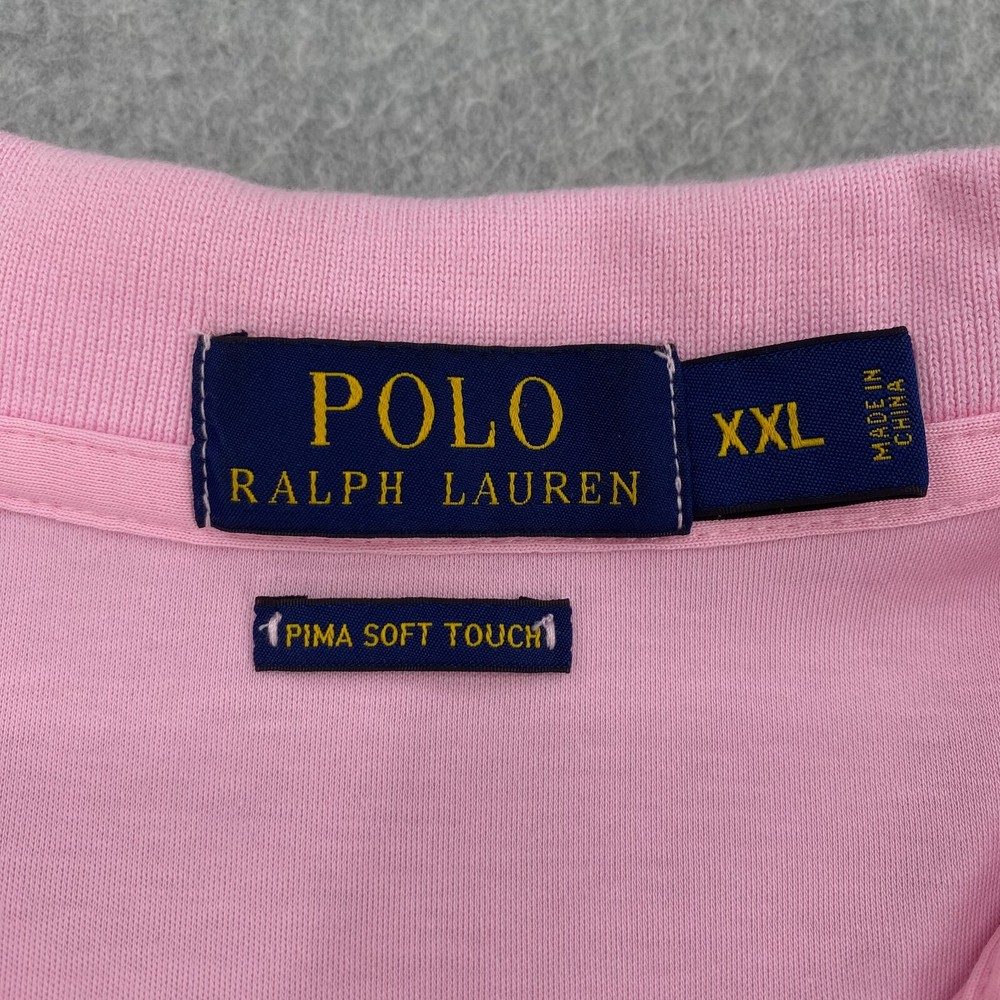 POLO
RALPH LAUREN
XXL
MADE IN
CHINA
PIMA SOFT TOUCH